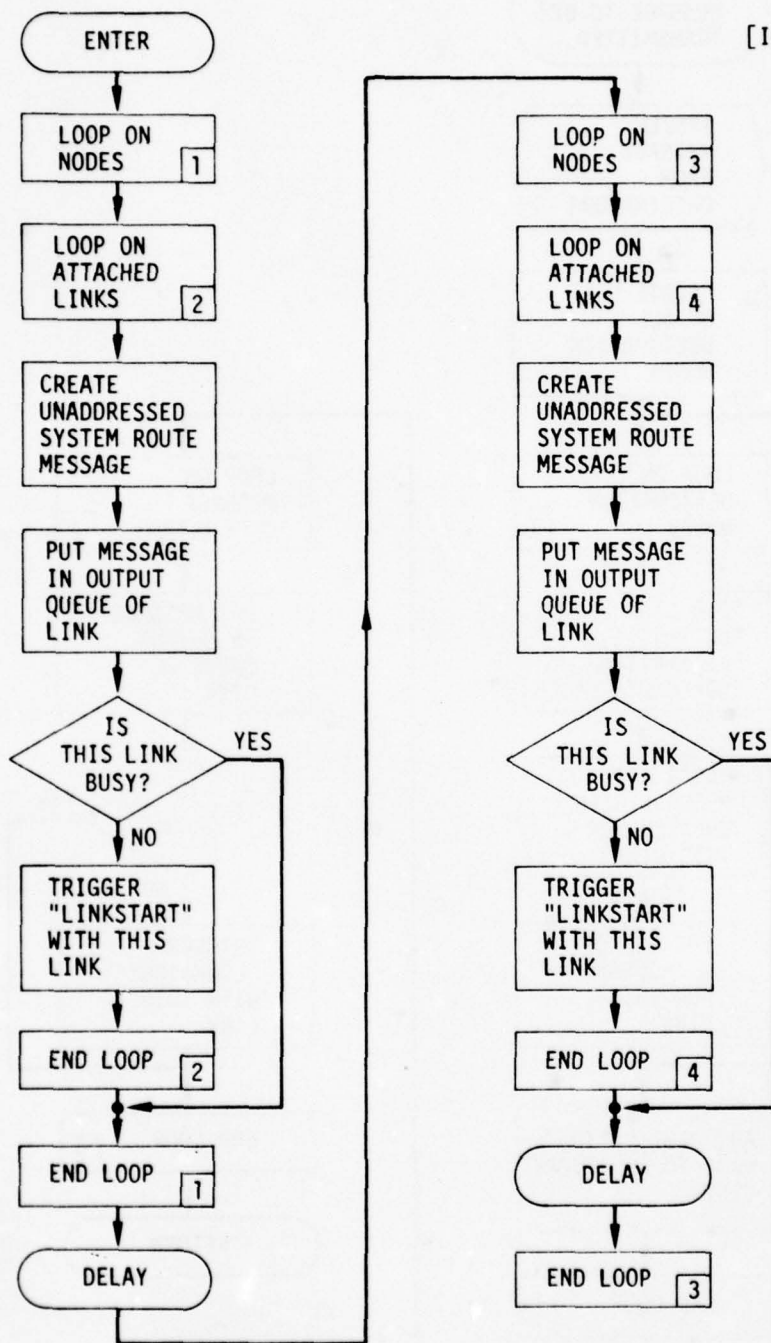 ENTER
LOOP ON
NODES
1
LOOP ON
ATTACHED
LINKS
2
CREATE
UNADDRESSED
SYSTEM ROUTE
MESSAGE
PUT MESSAGE
IN OUTPUT
QUEUE OF
LINK
IS
THIS LINK
BUSY?
YES
NO
TRIGGER
"LINKSTART"
WITH THIS
LINK
END LOOP
2
END LOOP
1
DELAY
[I
LOOP ON
NODES
3
LOOP ON
ATTACHED
LINKS
4
CREATE
UNADDRESSED
SYSTEM ROUTE
MESSAGE
PUT MESSAGE
IN OUTPUT
QUEUE OF
LINK
IS
THIS LINK
BUSY?
YES
NO
TRIGGER
"LINKSTART"
WITH THIS
LINK
END LOOP
4
DELAY
END LOOP
3